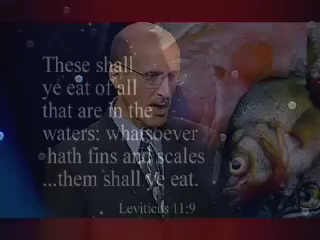 These shall
ye eat of all
that are in the
waters: whatsoever
hath fins and scales
...them shall ye eat.
Leviticus 11:9